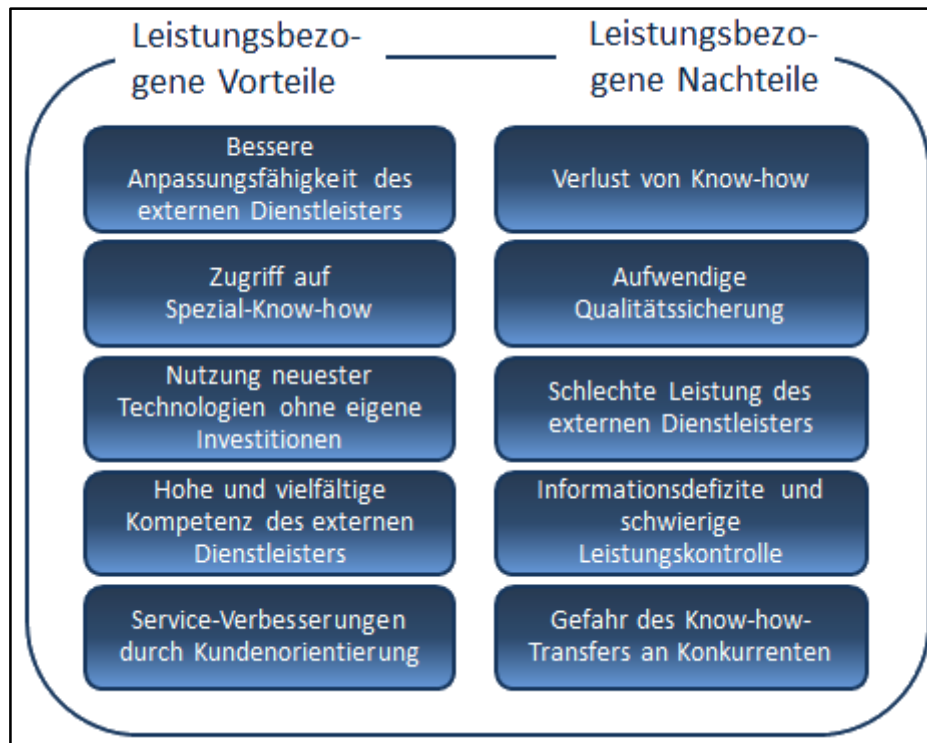 Leistungsbezo-
gene Vorteile
Leistungsbezo-
gene Nachteile
Bessere
Anpassungsfähigkeit des
externen Dienstleisters
Verlust von Know-how
Zugriff auf
Spezial-Know-how
Aufwendige
Qualitätssicherung
Nutzung neuester
Technologien ohne eigene
Investitionen
Schlechte Leistung des
externen Dienstleisters
Hohe und vielfältige
Kompetenz des externen
Dienstleisters
Informationsdefizite und
schwierige
Leistungskontrolle
Service-Verbesserungen
durch Kundenorientierung
Gefahr des Know-how-
Transfers an Konkurrenten